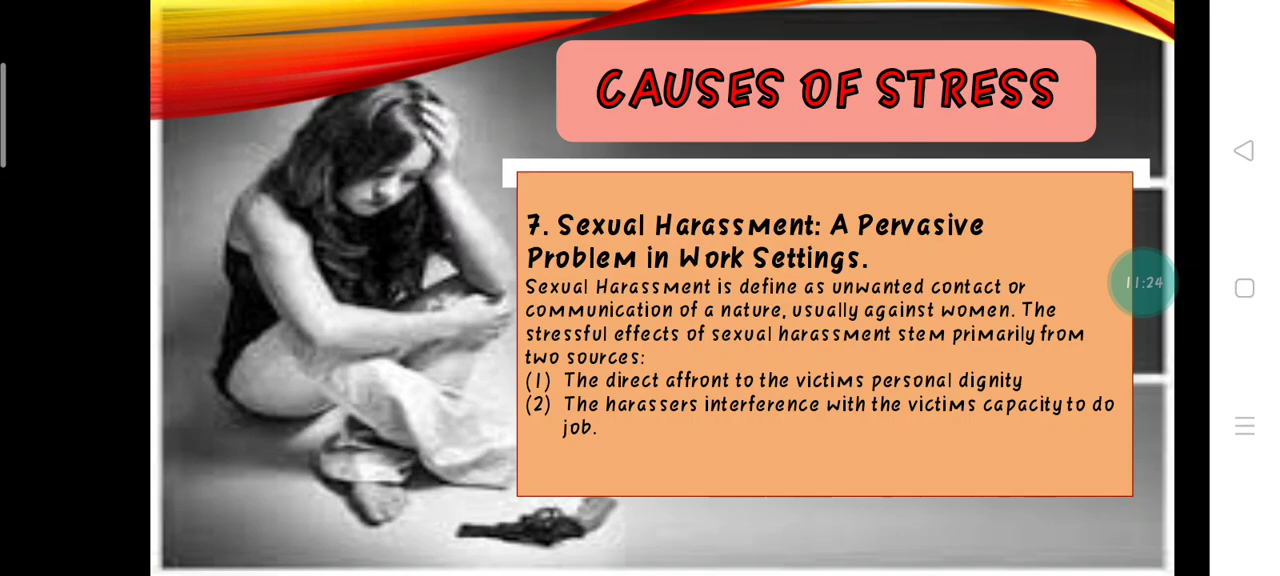 CAUSES OF STRESS
7. Sexual Harassment: A Pervasive
Problem in Work Settings.
Sexual Harassment is define as unwanted contact or
communication of a nature, usually against women. The
stressful effects of sexual harassment stem primarily from
two sources:
(1) The direct affront to the victims personal dignity
(2) The harassers interference with the victims capacity to do
job.
11:24